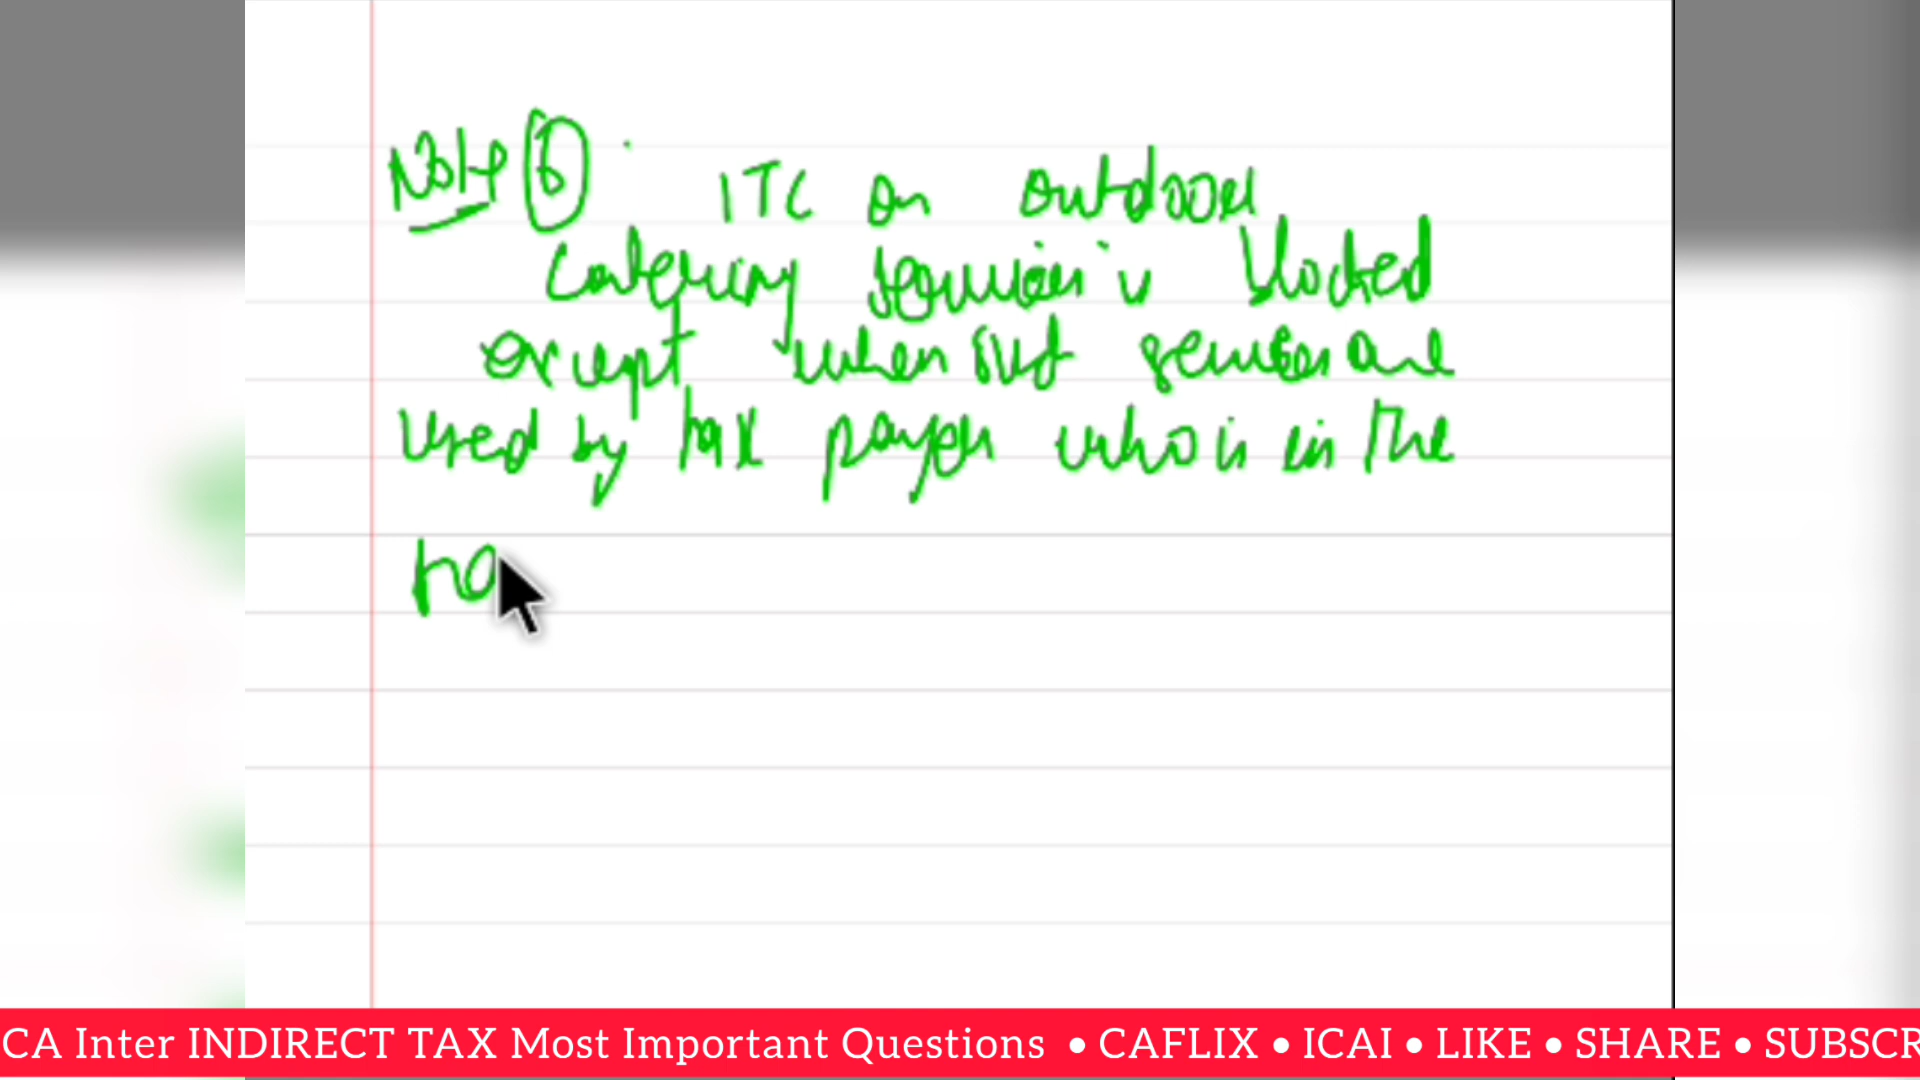 Note 6 : ITC on outdoor
catering services is blocked
except when such services are
used by tax payer who is in the
CA Inter INDIRECT TAX Most Important Questions • CAFLIX • ICAI • LIKE • SHARE • SUBSCR